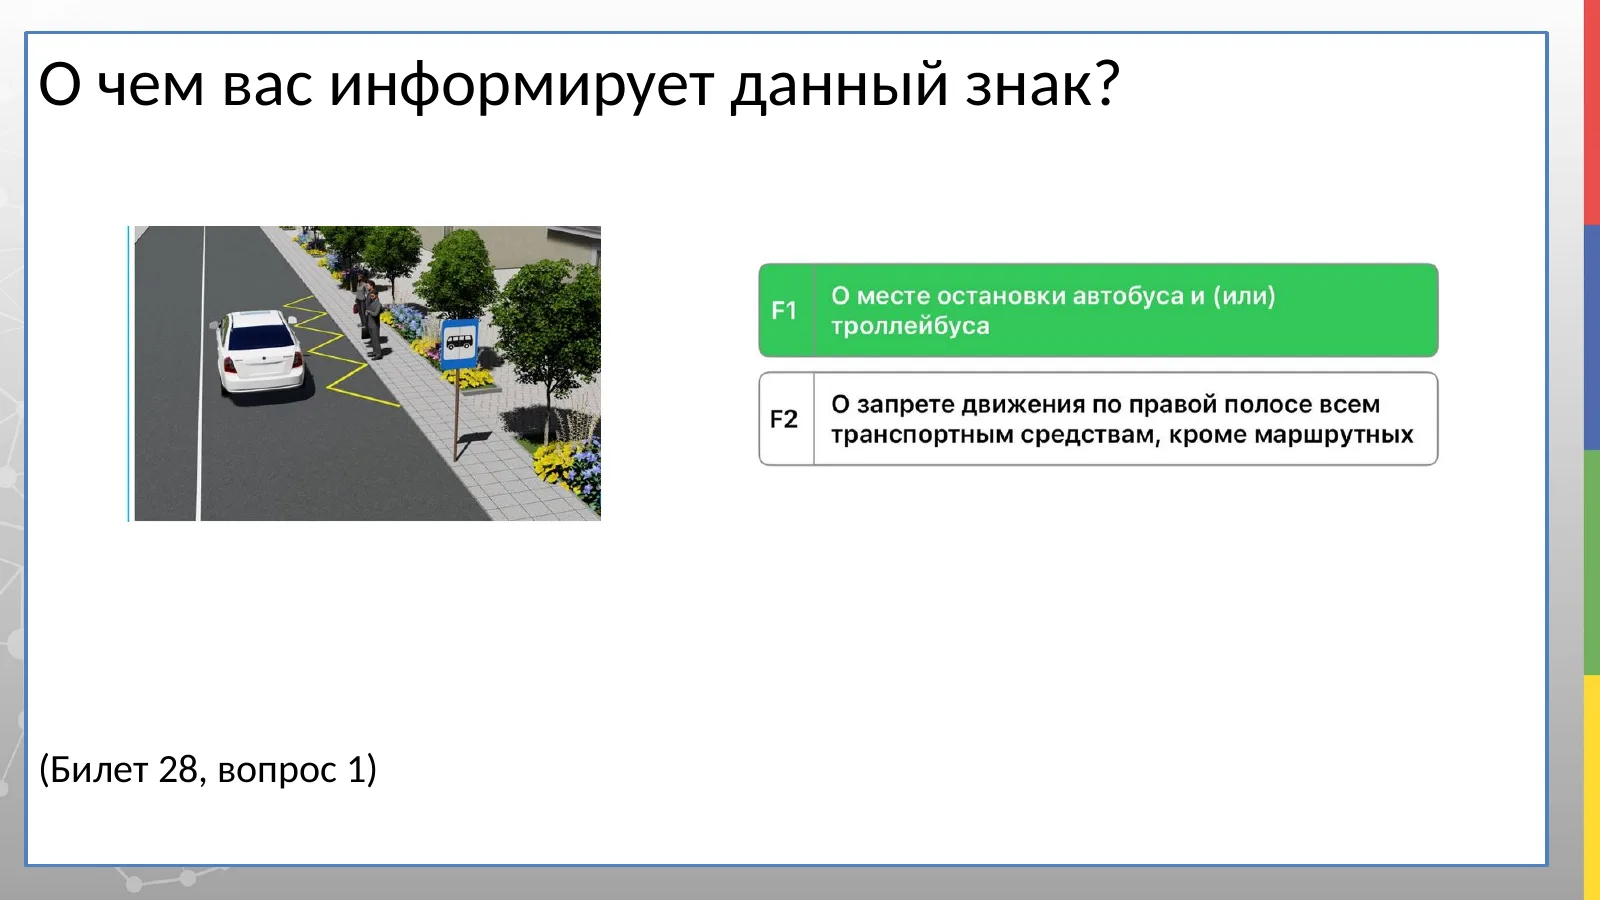 О чем вас информирует данный знак?
F1
О месте остановки автобуса и (или)
троллейбуса
F2
О запрете движения по правой полосе всем
транспортным средствам, кроме маршрутных
(Билет 28, вопрос 1)